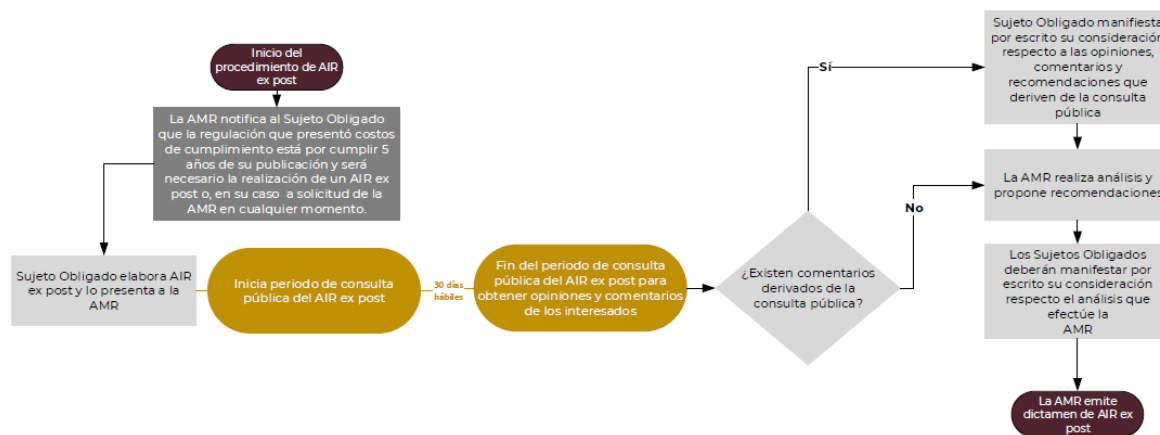 Inicio del
procedimiento de AIR
ex post
La AMR notifica al Sujeto Obligado
que la regulación que presentó costos
de cumplimiento está por cumplir 5
años de su publicación y será
necesario la realización de un AIR ex
post o, en su caso a solicitud de la
AMR en cualquier momento.
Sujeto Obligado elabora AIR
ex post y lo presenta a la
AMR
Inicia periodo de consulta
pública del AIR ex post
30 días
hábiles
Fin del periodo de consulta
pública del AIR ex post para
obtener opiniones y comentarios
de los interesados
¿Existen comentarios
derivados de la
consulta pública?
Sí
No
Sujeto Obligado manifiesta
por escrito su consideración
respecto a las opiniones,
comentarios y
recomendaciones que
deriven de la consulta
pública
La AMR realiza análisis y
propone recomendaciones
Los Sujetos Obligados
deberán manifestar por
escrito su consideración
respecto el análisis que
efectúe la
AMR
La AMR emite
dictamen de AIR ex
post